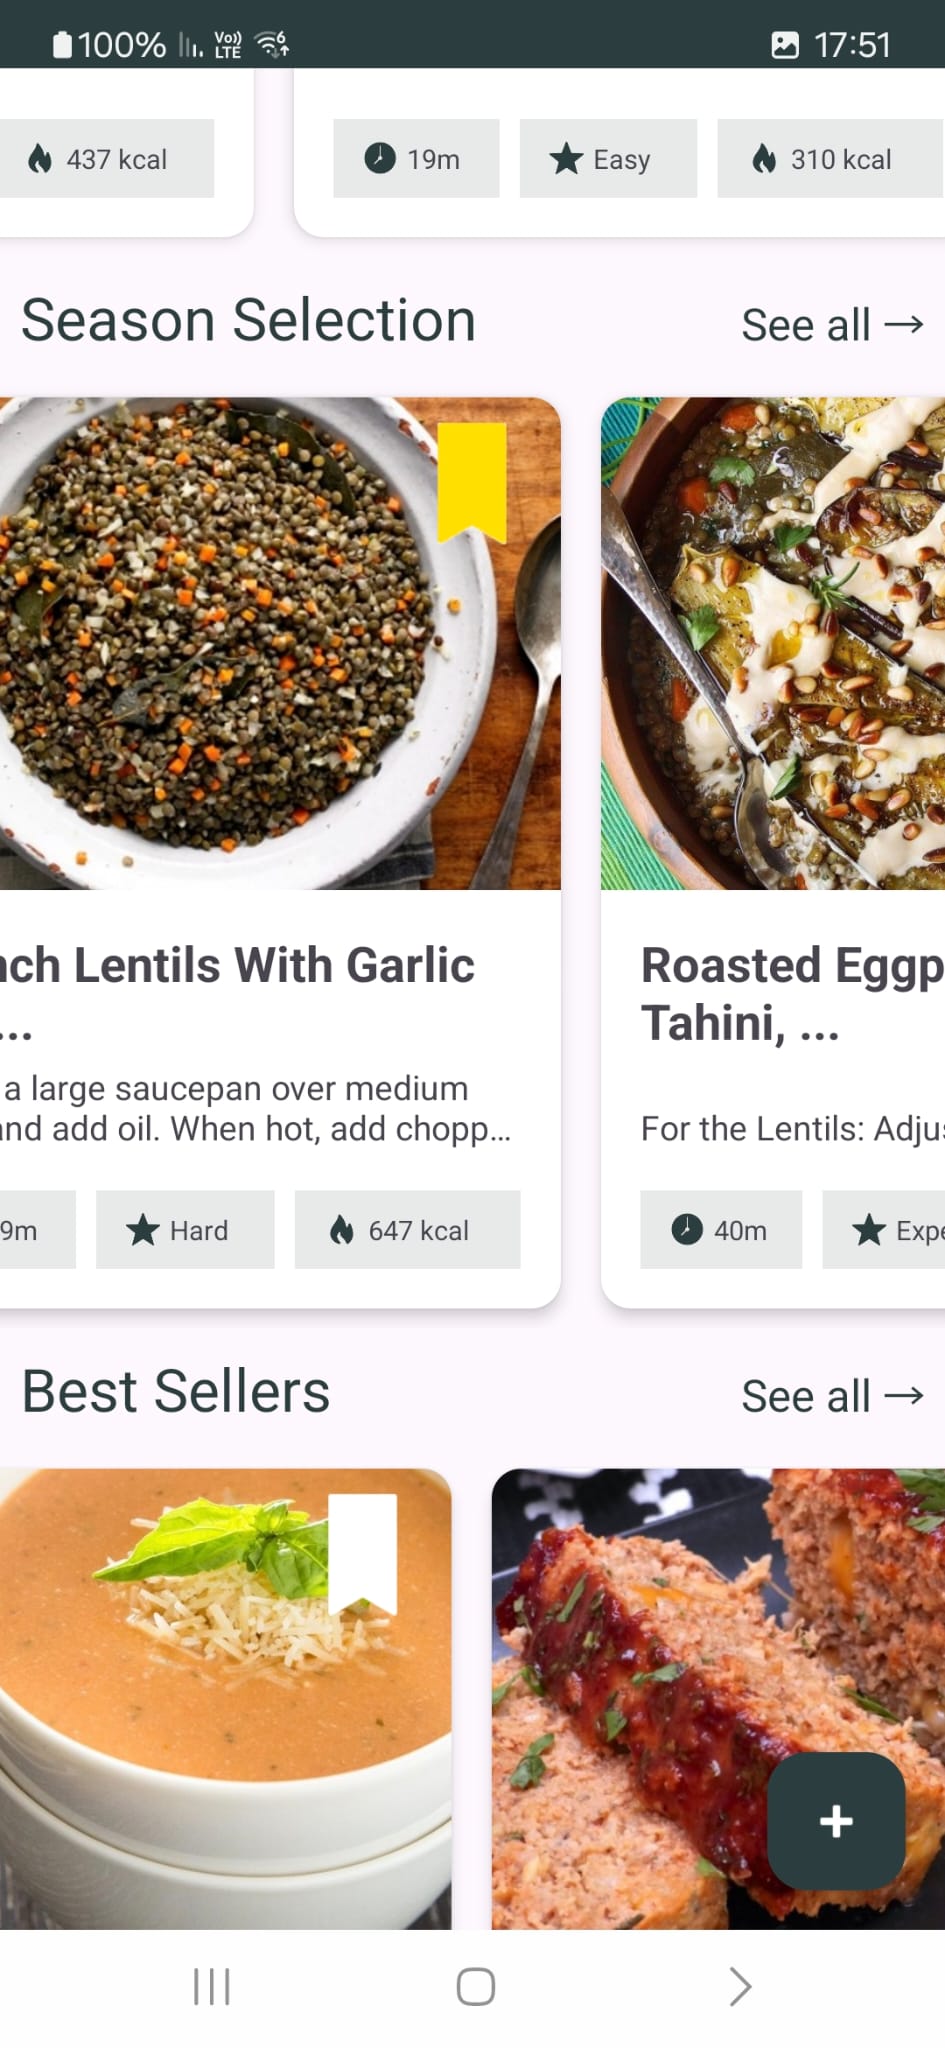 100% Vo)) LTE 6 17:51
437 kcal 19m Easy 310 kcal
Season Selection See all →
nch Lentils With Garlic
...
a large saucepan over medium
and add oil. When hot, add chopp...
9m Hard 647 kcal
Roasted Eggp
Tahini, ...
For the Lentils: Adjus
40m Expe
Best Sellers See all →
+